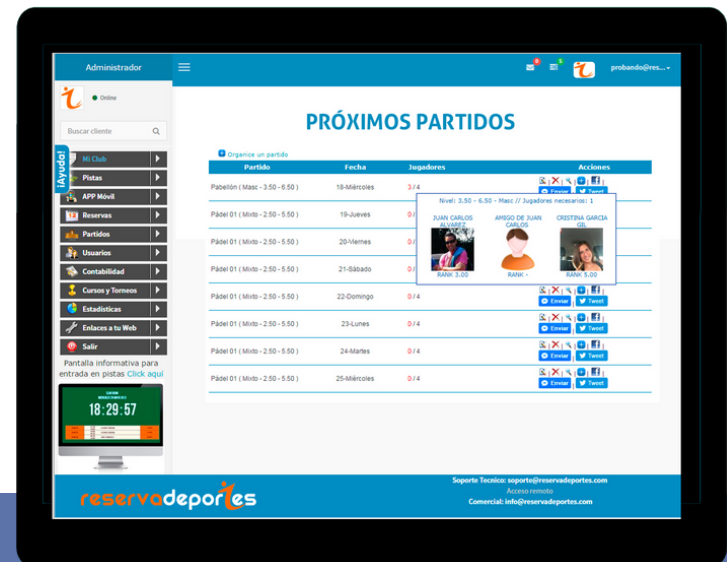 Administrador
probando@res...
Online
Buscar cliente
¡Ayuda!
Mi Club
Pistas
APP Móvil
Reservas
Partidos
Usuarios
Contabilidad
Cursos y Torneos
Estadísticas
Enlaces a tu Web
Salir
Pantalla informativa para
entrada en pistas Click aquí
18:29:57
PRÓXIMOS PARTIDOS
Organice un partido
Partido Fecha Jugadores Acciones
Pabellón ( Masc - 3.50 - 6.50 ) 18-Miércoles 3/4
Enviar Tweet
Nivel: 3.50 - 6.50 - Masc // Jugadores necesarios: 1
JUAN CARLOS ALVAREZ
AMIGO DE JUAN CARLOS
CRISTINA GARCIA GIL
RANK 3.00 RANK - RANK 5.00
Pádel 01 ( Mixto - 2.50 - 5.50 ) 19-Jueves 0/
Pádel 01 ( Mixto - 2.50 - 5.50 ) 20-Viernes 0/
Pádel 01 ( Mixto - 2.50 - 5.50 ) 21-Sábado 0/
Pádel 01 ( Mixto - 2.50 - 5.50 ) 22-Domingo 0/4
Enviar Tweet
Pádel 01 ( Mixto - 2.50 - 5.50 ) 23-Lunes 0/4
Enviar Tweet
Pádel 01 ( Mixto - 2.50 - 5.50 ) 24-Martes 0/4
Enviar Tweet
Pádel 01 ( Mixto - 2.50 - 5.50 ) 25-Miércoles 0/4
Enviar Tweet
reservadeportes
Soporte Tecnico: soporte@reservadeportes.com
Acceso remoto
Comercial: info@reservadeportes.com